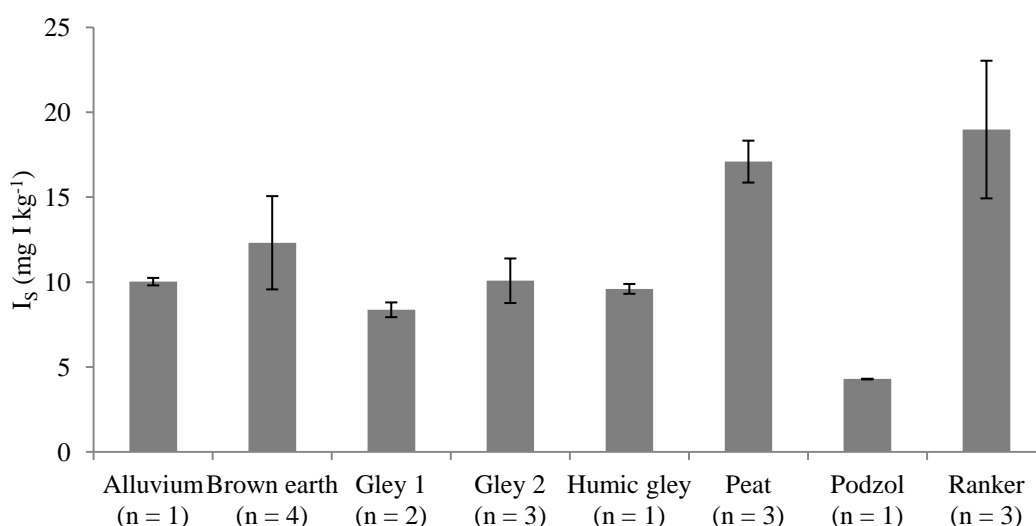 25
20
15
10
5
0
I_S (mg I kg⁻¹)
Alluvium Brown earth Gley 1 Gley 2 Humic gley Peat Podzol Ranker
(n = 1) (n = 4) (n = 2) (n = 3) (n = 1) (n = 3) (n = 1) (n = 3)